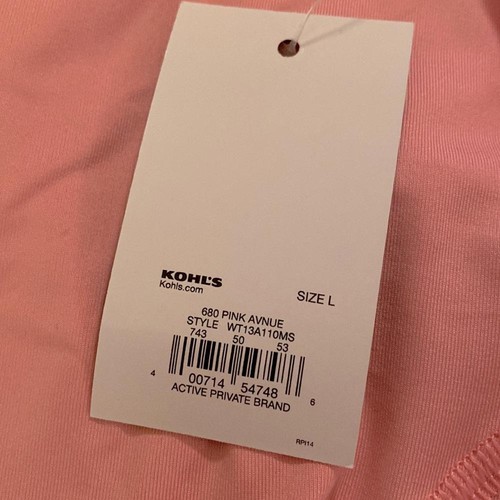 KOHL'S
Kohls.com
SIZE L
680 PINK AVNUE
STYLE WT13A110MS
743 50 53
4 00714 54748 6
ACTIVE PRIVATE BRAND
RPI14